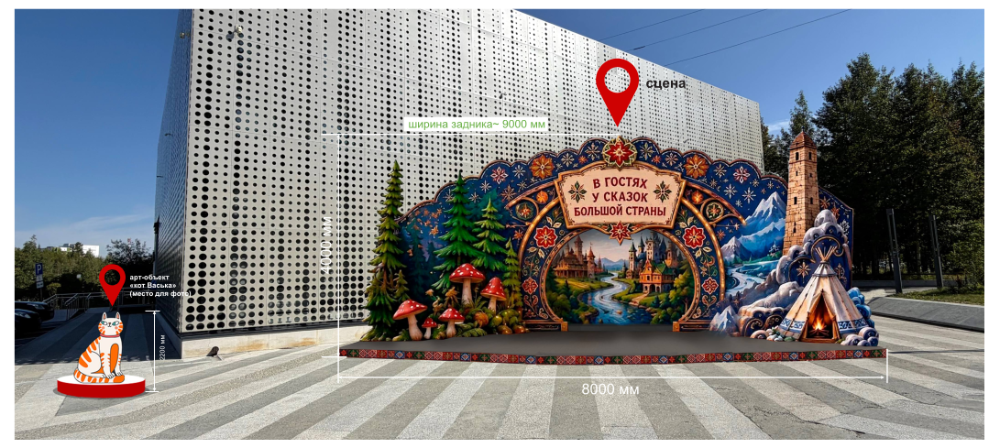 сцена
ширина задника~ 9000 мм
В ГОСТЯХ
У СКАЗОК
БОЛЬШОЙ СТРАНЫ
4000 мм
арт-объект
«кот Васька»
(место для фото)
2200 мм
8000 мм